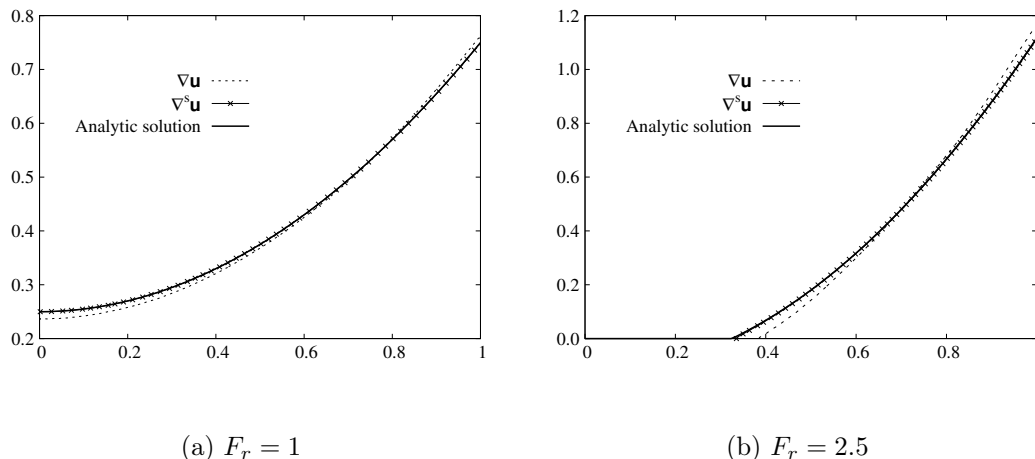 0.8
0.7
0.6
0.5
0.4
0.3
0.2
0 0.2 0.4 0.6 0.8 1
∇u
∇ˢu
Analytic solution
1.2
1.0
0.8
0.6
0.4
0.2
0.0
0 0.2 0.4 0.6 0.8
∇u
∇ˢu
Analytic solution
(a) Fᵣ = 1
(b) Fᵣ = 2.5